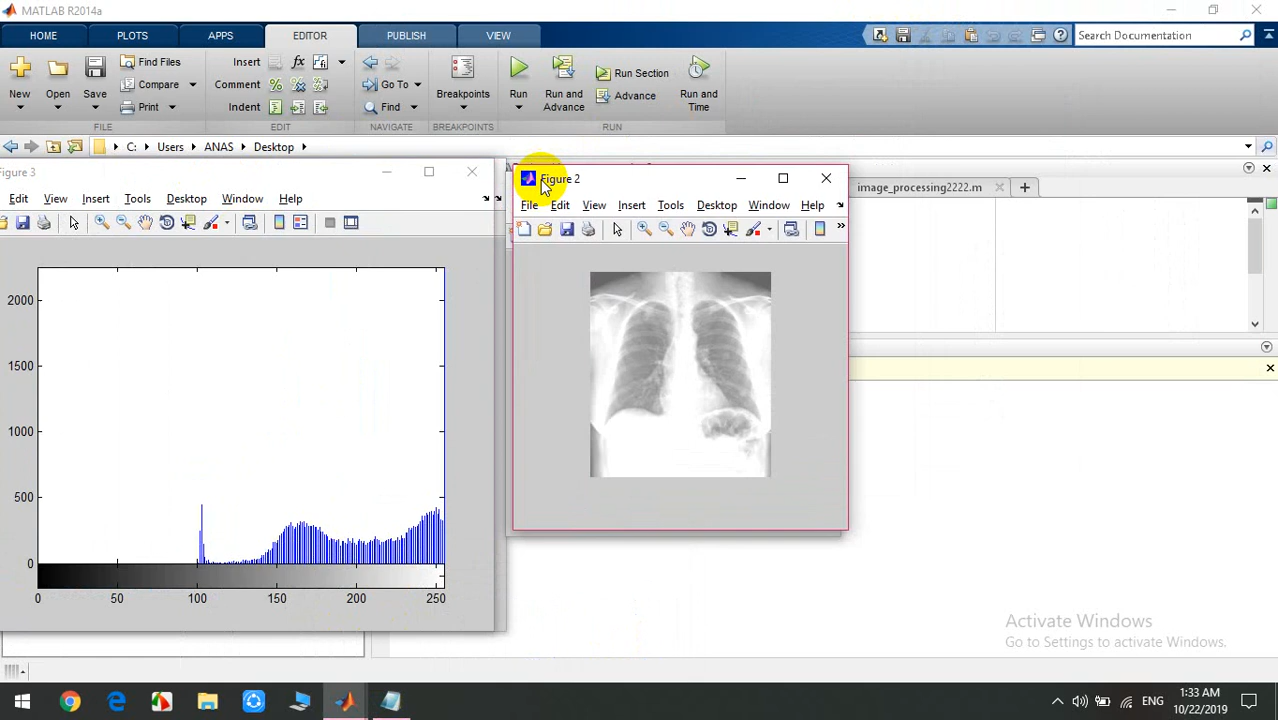 MATLAB R2014a
HOME PLOTS APPS EDITOR PUBLISH VIEW
Search Documentation
New Open Save Find Files Compare Print
Insert Comment Indent
Go To Find
Breakpoints
Run Run and Advance Run Section Advance Run and Time
FILE EDIT NAVIGATE BREAKPOINTS RUN
C: Users ANAS Desktop
Figure 3
Edit View Insert Tools Desktop Window Help
Figure 2
File Edit View Insert Tools Desktop Window Help
image_processing2222.m
2000
1500
1000
500
0
0 50 100 150 200 250
Activate Windows
Go to Settings to activate Windows.
ENG
1:33 AM
10/22/2019